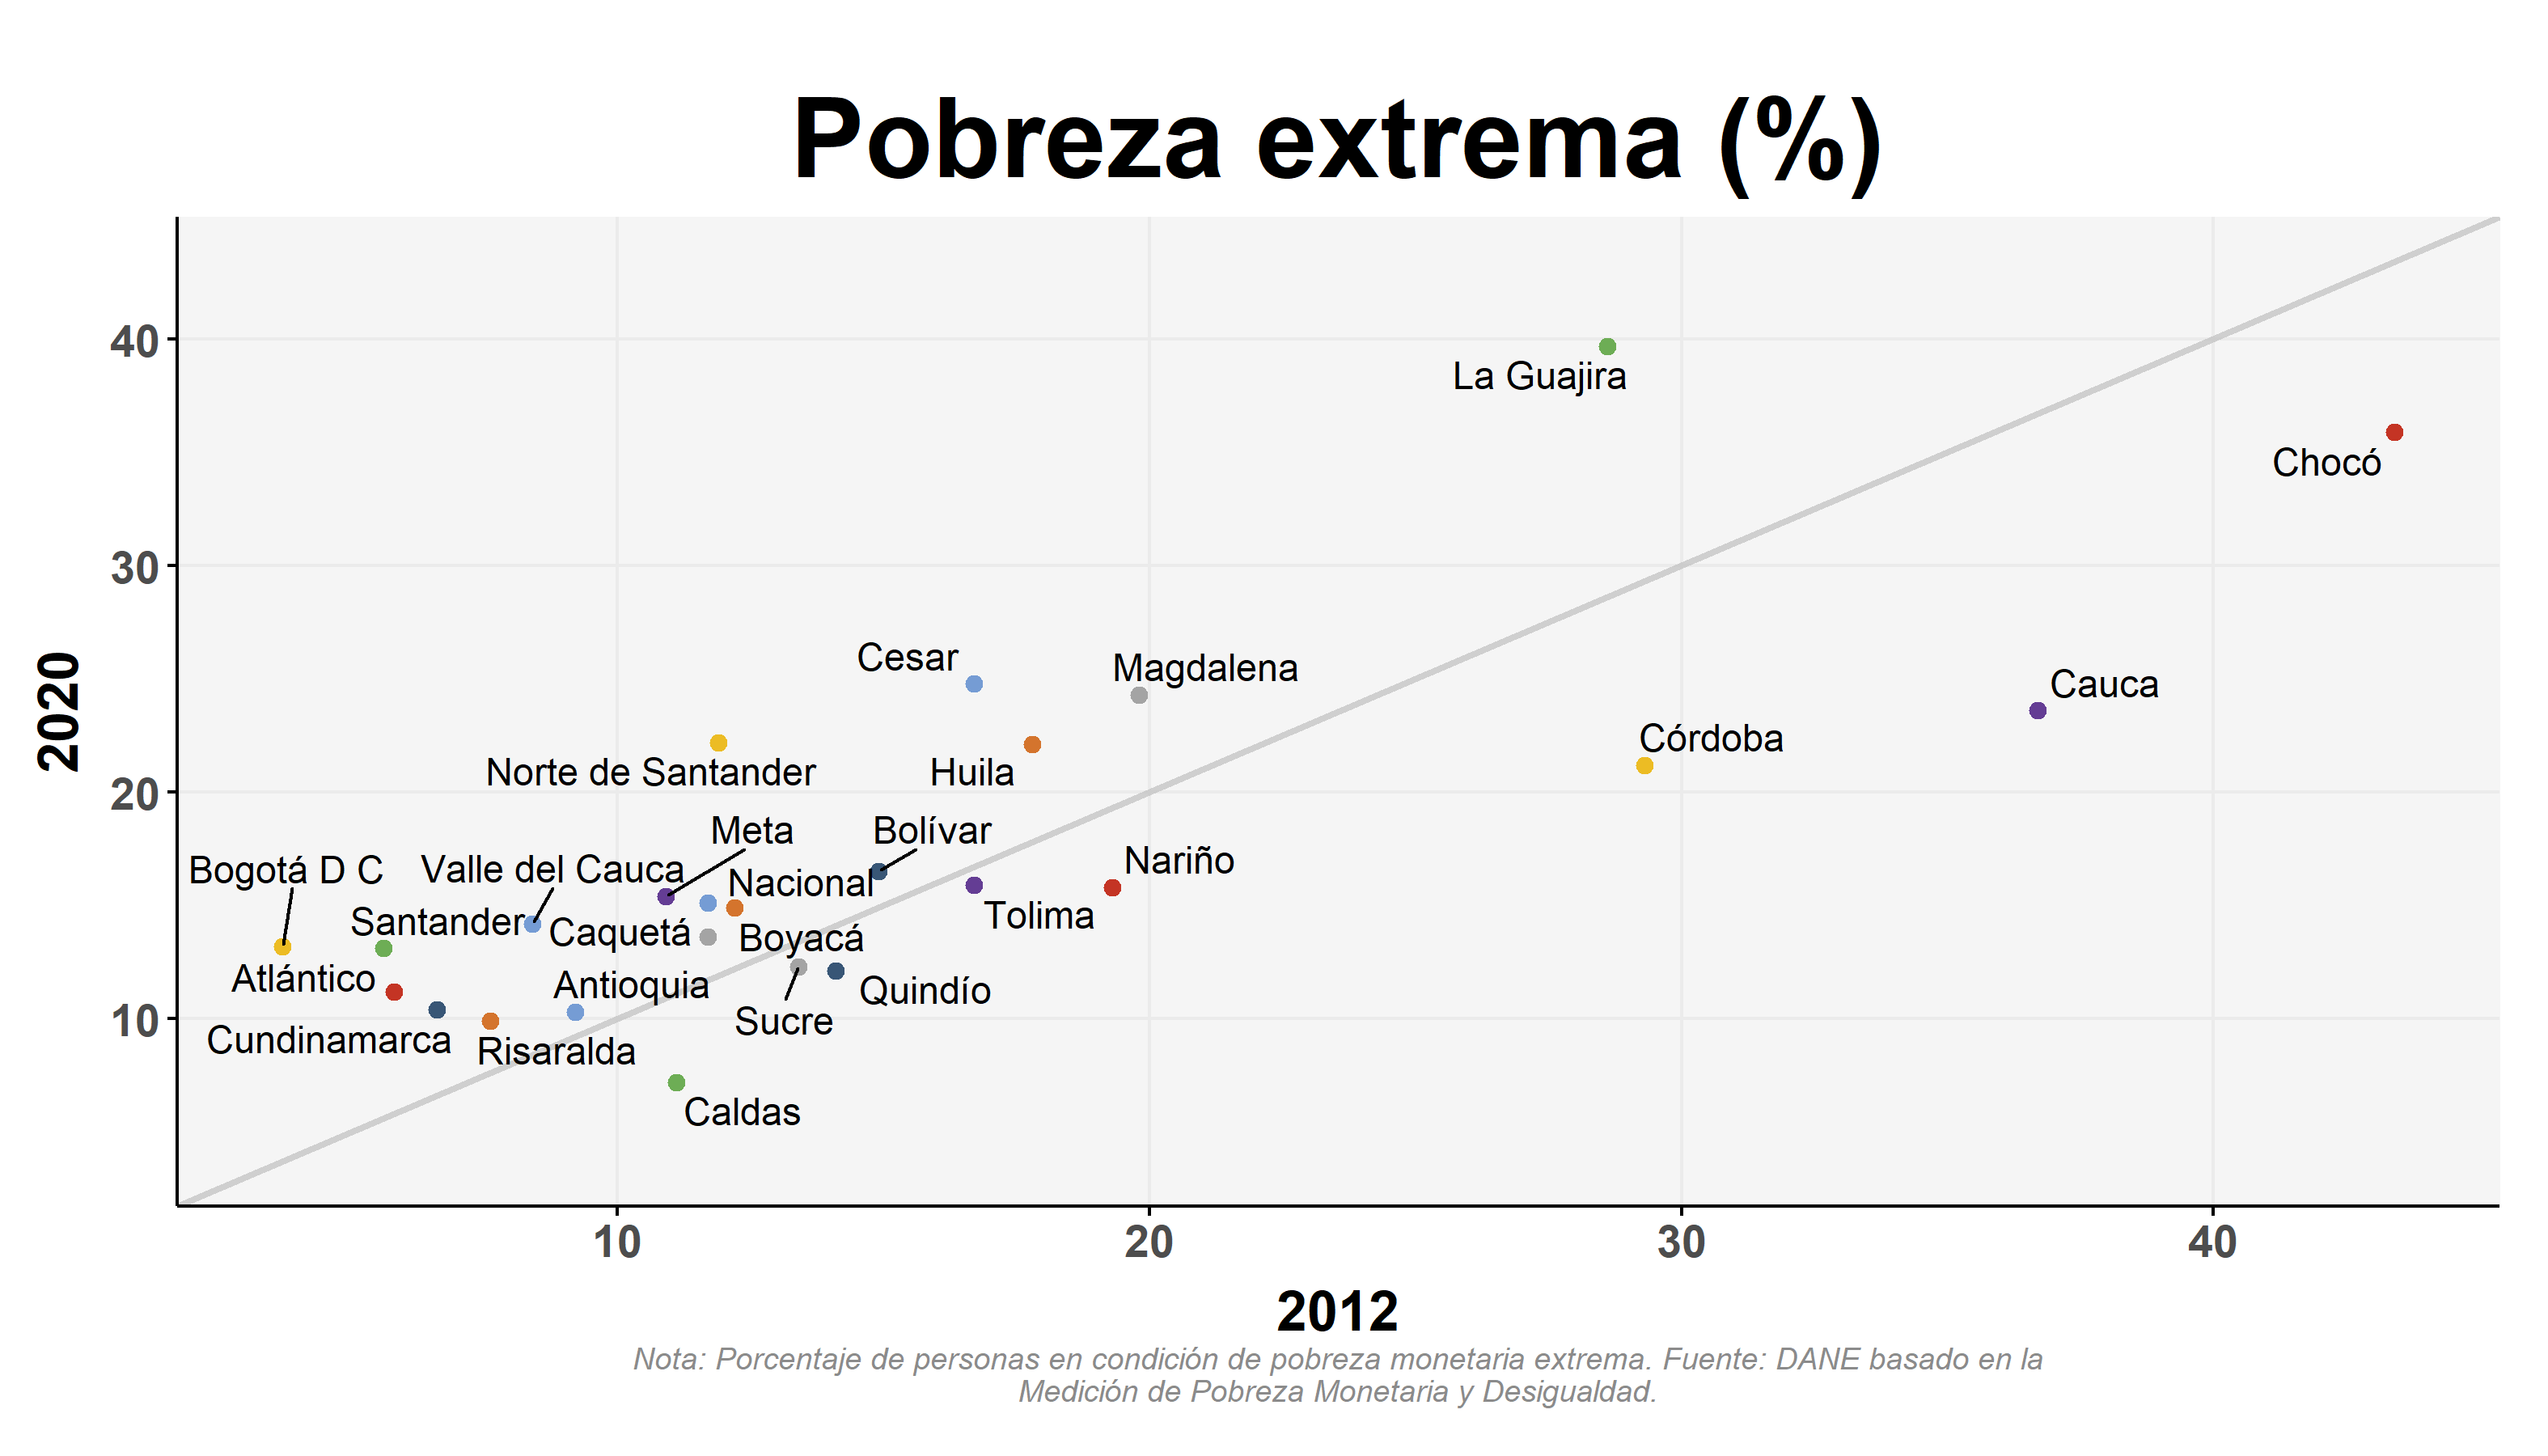 Pobreza extrema (%)
40
30
20
10
2020
La Guajira
Chocó
Cesar
Magdalena
Cauca
Córdoba
Norte de Santander
Huila
Meta
Bolívar
Nariño
Bogotá D C
Valle del Cauca
Nacional
Santander
Caquetá
Boyacá
Tolima
Atlántico
Antioquia
Quindío
Sucre
Cundinamarca
Risaralda
Caldas
10
20
30
40
2012
Nota: Porcentaje de personas en condición de pobreza monetaria extrema. Fuente: DANE basado en la
Medición de Pobreza Monetaria y Desigualdad.